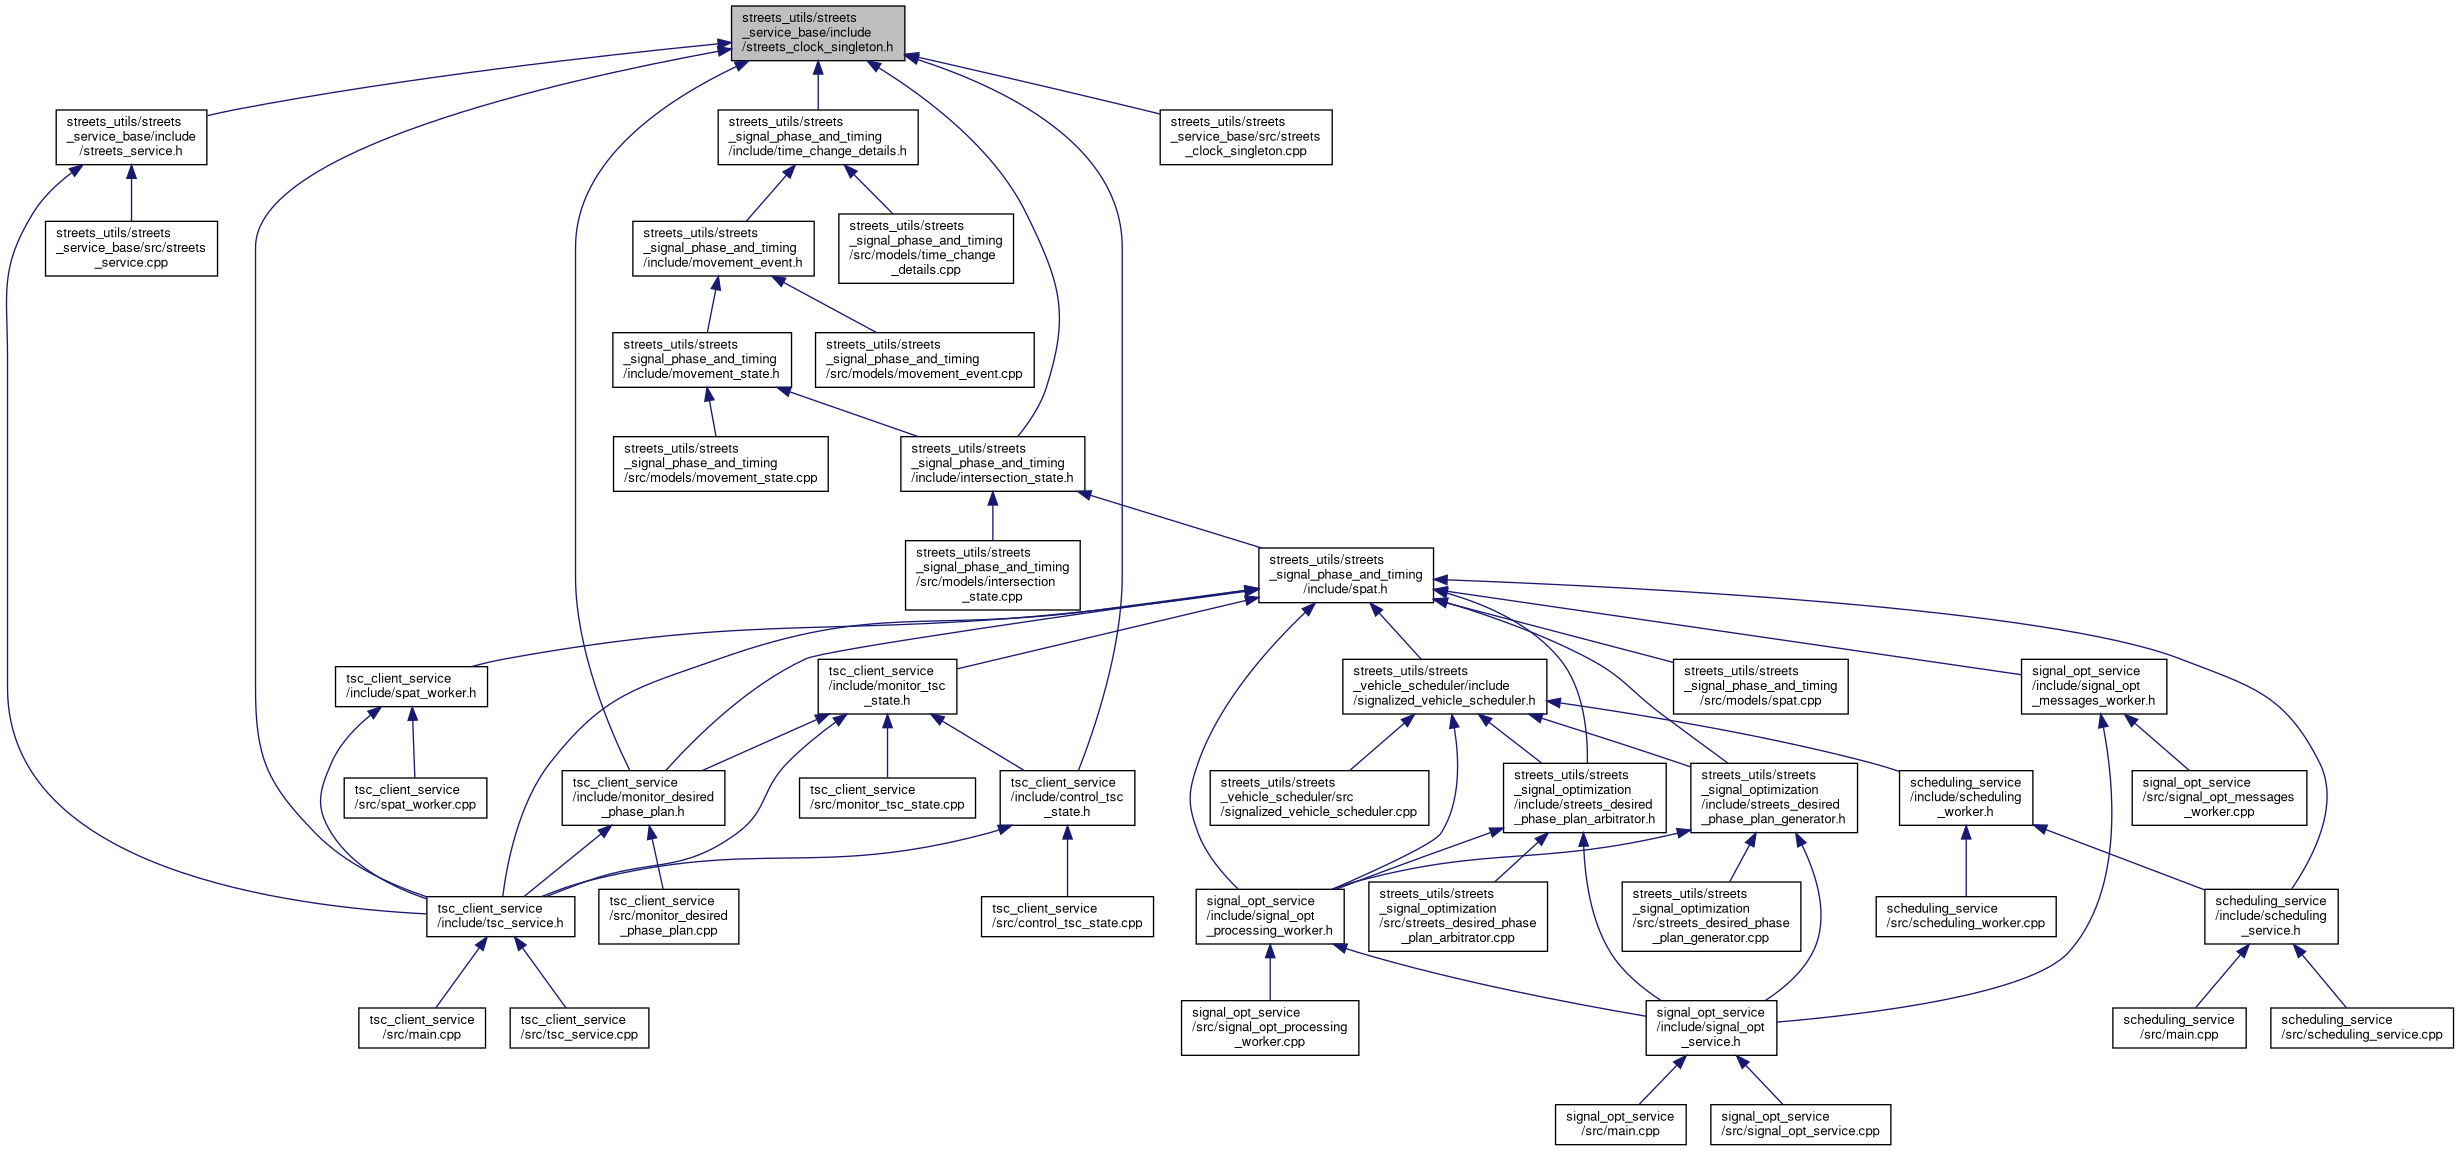 streets_utils/streets
_service_base/include
/streets_clock_singleton.h
streets_utils/streets
_service_base/include
/streets_service.h
streets_utils/streets
_signal_phase_and_timing
/include/time_change_details.h
streets_utils/streets
_service_base/src/streets
_clock_singleton.cpp
streets_utils/streets
_service_base/src/streets
_service.cpp
streets_utils/streets
_signal_phase_and_timing
/include/movement_event.h
streets_utils/streets
_signal_phase_and_timing
/src/models/time_change
_details.cpp
streets_utils/streets
_signal_phase_and_timing
/include/movement_state.h
streets_utils/streets
_signal_phase_and_timing
/src/models/movement_event.cpp
streets_utils/streets
_signal_phase_and_timing
/src/models/movement_state.cpp
streets_utils/streets
_signal_phase_and_timing
/include/intersection_state.h
streets_utils/streets
_signal_phase_and_timing
/src/models/intersection
_state.cpp
streets_utils/streets
_signal_phase_and_timing
/include/spat.h
tsc_client_service
/include/spat_worker.h
tsc_client_service
/include/monitor_tsc
_state.h
streets_utils/streets
_vehicle_scheduler/include
/signalized_vehicle_scheduler.h
streets_utils/streets
_signal_phase_and_timing
/src/models/spat.cpp
signal_opt_service
/include/signal_opt
_messages_worker.h
tsc_client_service
/src/spat_worker.cpp
tsc_client_service
/include/monitor_desired
_phase_plan.h
tsc_client_service
/src/monitor_tsc_state.cpp
tsc_client_service
/include/control_tsc
_state.h
streets_utils/streets
_vehicle_scheduler/src
/signalized_vehicle_scheduler.cpp
streets_utils/streets
_signal_optimization
/include/streets_desired
_phase_plan_arbitrator.h
streets_utils/streets
_signal_optimization
/include/streets_desired
_phase_plan_generator.h
scheduling_service
/include/scheduling
_worker.h
signal_opt_service
/src/signal_opt_messages
_worker.cpp
tsc_client_service
/include/tsc_service.h
tsc_client_service
/src/monitor_desired
_phase_plan.cpp
tsc_client_service
/src/control_tsc_state.cpp
signal_opt_service
/include/signal_opt
_processing_worker.h
streets_utils/streets
_signal_optimization
/src/streets_desired_phase
_plan_arbitrator.cpp
streets_utils/streets
_signal_optimization
/src/streets_desired_phase
_plan_generator.cpp
scheduling_service
/src/scheduling_worker.cpp
scheduling_service
/include/scheduling
_service.h
tsc_client_service
/src/main.cpp
tsc_client_service
/src/tsc_service.cpp
signal_opt_service
/src/signal_opt_processing
_worker.cpp
signal_opt_service
/include/signal_opt
_service.h
scheduling_service
/src/main.cpp
scheduling_service
/src/scheduling_service.cpp
signal_opt_service
/src/main.cpp
signal_opt_service
/src/signal_opt_service.cpp